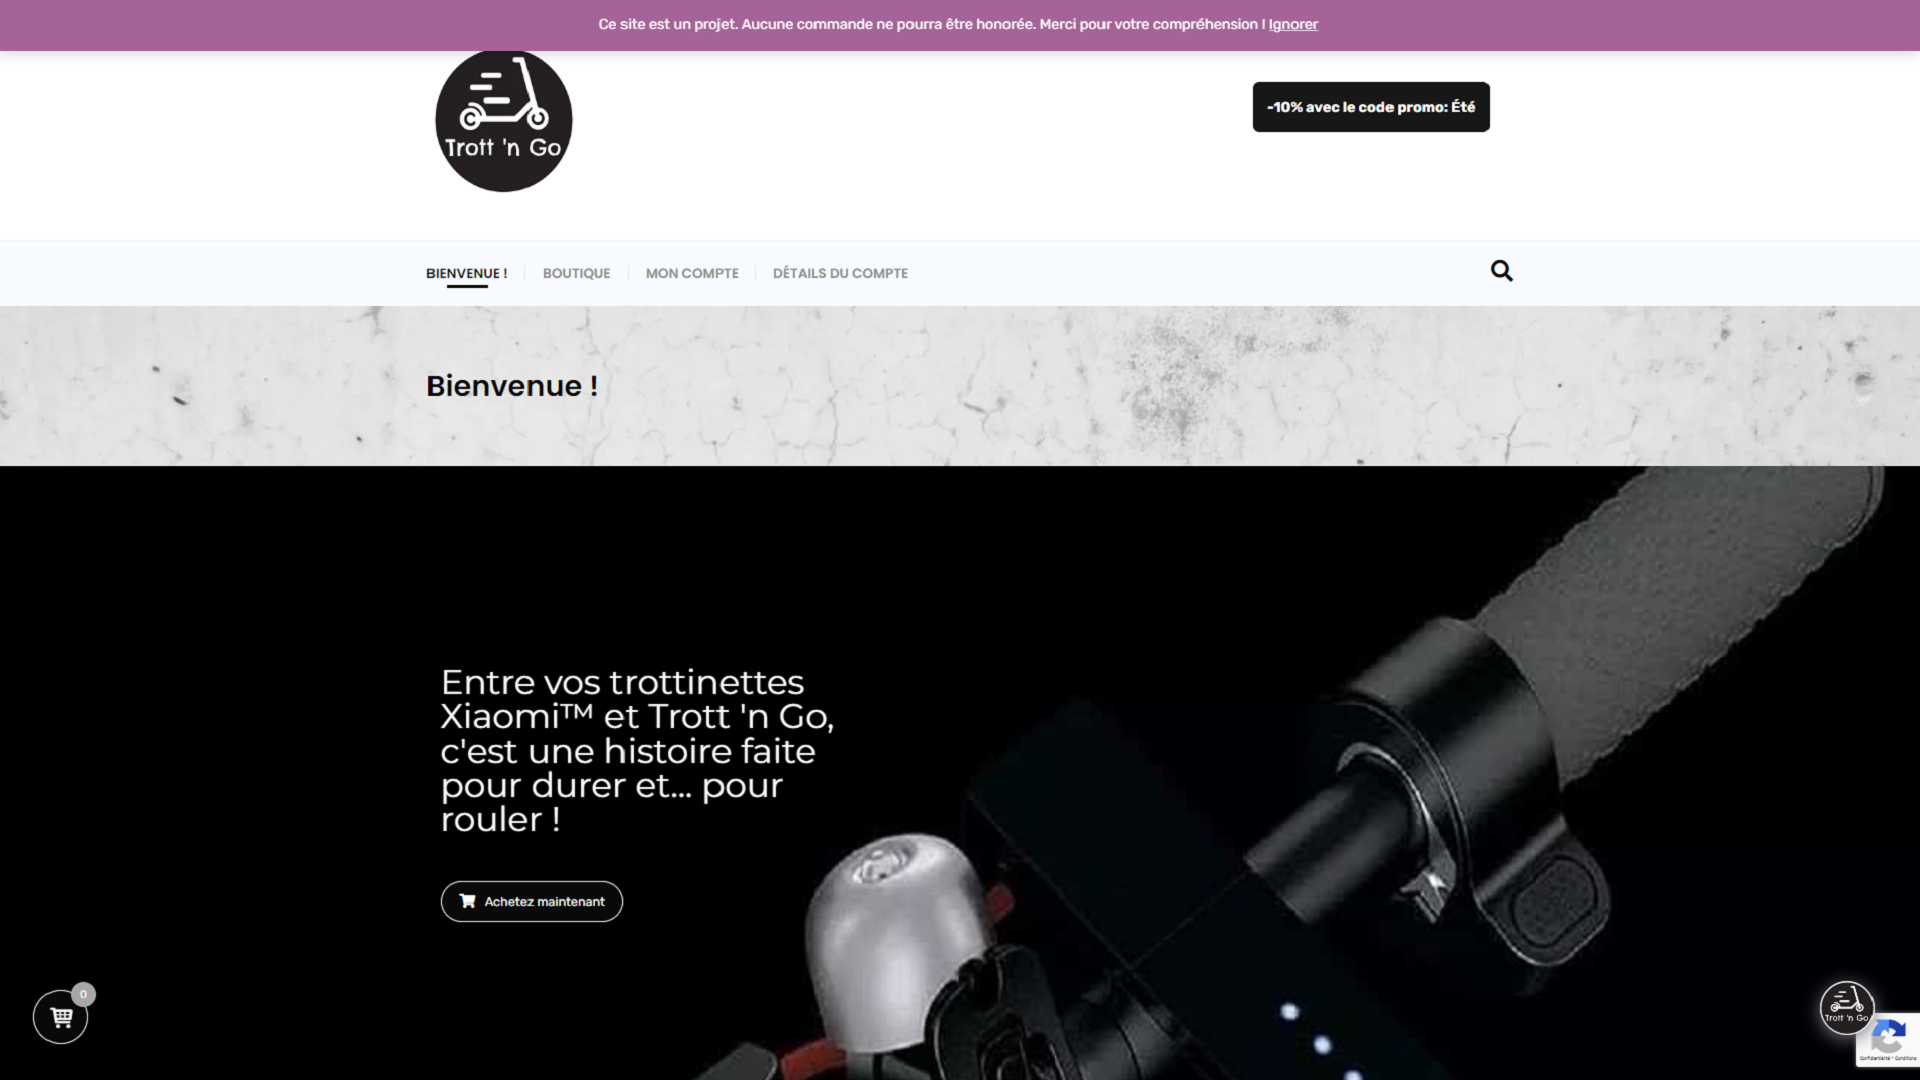 Ce site est un projet. Aucune commande ne pourra être honorée. Merci pour votre compréhension ! Ignorer
Trott 'n Go
-10% avec le code promo: Été
BIENVENUE !
BOUTIQUE
MON COMPTE
DÉTAILS DU COMPTE
Bienvenue !
Entre vos trottinettes
Xiaomi™ et Trott 'n Go,
c'est une histoire faite
pour durer et... pour
rouler !
Achetez maintenant
0
Trott 'n Go
Confidentialité - Conditions